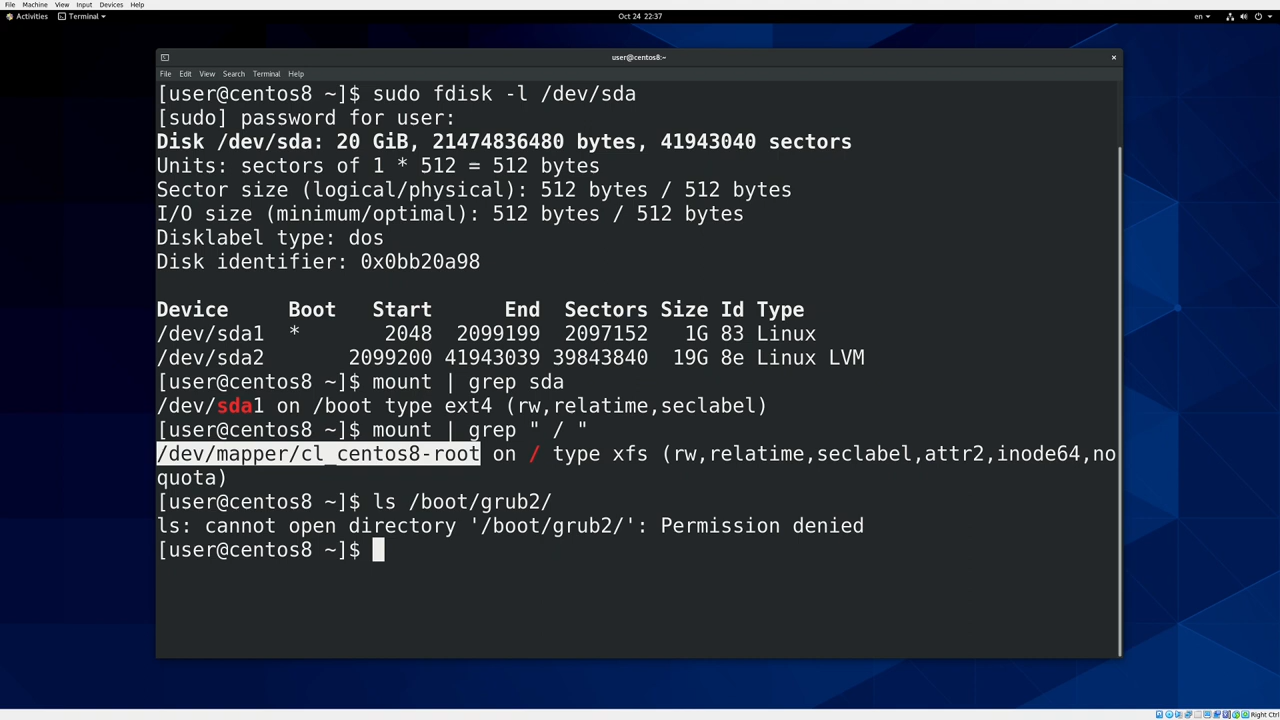 File Machine View Input Devices Help
Activities Terminal Oct 24 22:37 en
user@centos8:~
File Edit View Search Terminal Help
[user@centos8 ~]$ sudo fdisk -l /dev/sda
[sudo] password for user:
Disk /dev/sda: 20 GiB, 21474836480 bytes, 41943040 sectors
Units: sectors of 1 * 512 = 512 bytes
Sector size (logical/physical): 512 bytes / 512 bytes
I/O size (minimum/optimal): 512 bytes / 512 bytes
Disklabel type: dos
Disk identifier: 0x0bb20a98
Device Boot Start End Sectors Size Id Type
/dev/sda1 * 2048 2099199 2097152 1G 83 Linux
/dev/sda2 2099200 41943039 39843840 19G 8e Linux LVM
[user@centos8 ~]$ mount | grep sda
/dev/sda1 on /boot type ext4 (rw,relatime,seclabel)
[user@centos8 ~]$ mount | grep " / "
/dev/mapper/cl_centos8-root on / type xfs (rw,relatime,seclabel,attr2,inode64,no
quota)
[user@centos8 ~]$ ls /boot/grub2/
ls: cannot open directory '/boot/grub2/': Permission denied
[user@centos8 ~]$
Right Ctrl